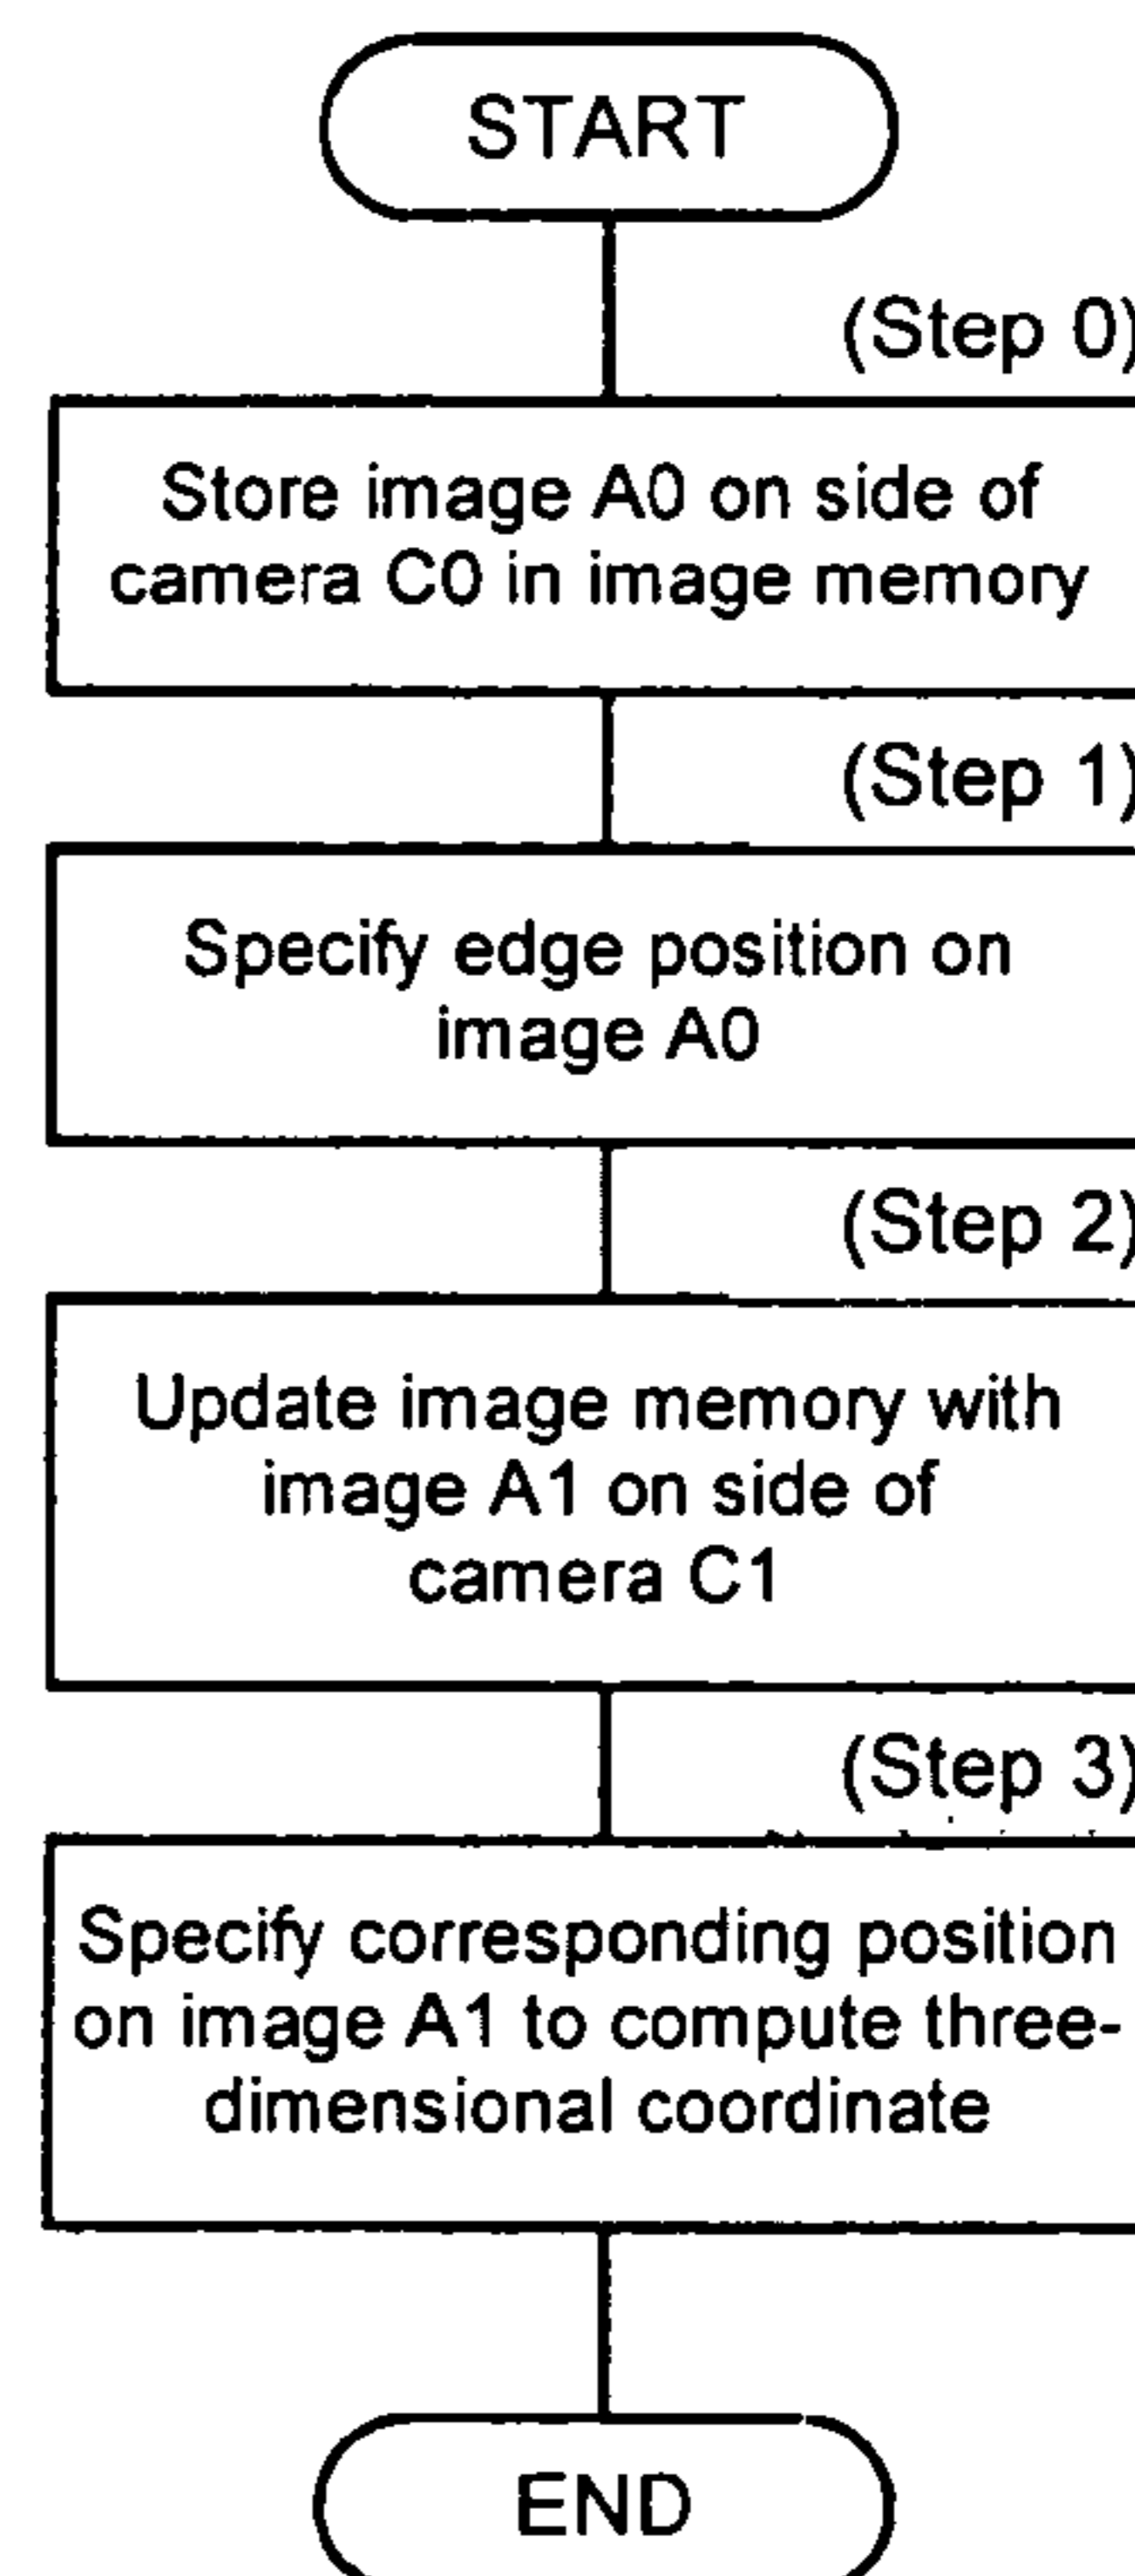 START
(Step 0)
Store image A0 on side of
camera C0 in image memory
(Step 1)
Specify edge position on
image A0
(Step 2)
Update image memory with
image A1 on side of
camera C1
(Step 3)
Specify corresponding position
on image A1 to compute three-
dimensional coordinate
END